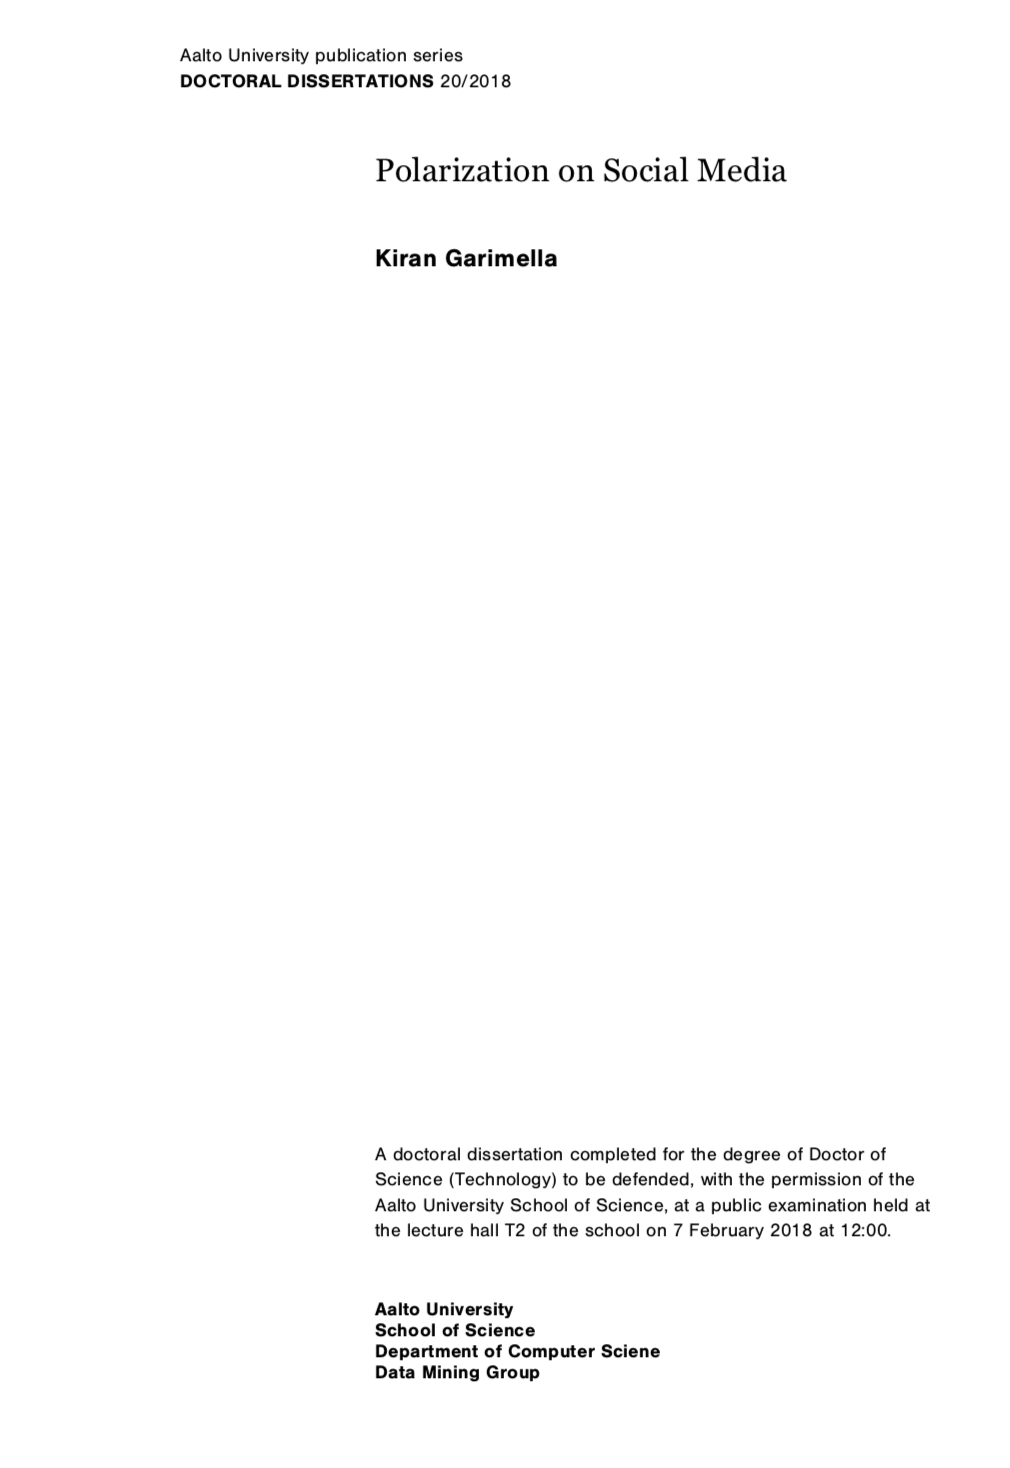 Aalto University publication series
DOCTORAL DISSERTATIONS 20/2018
Polarization on Social Media
Kiran Garimella
A doctoral dissertation completed for the degree of Doctor of
Science (Technology) to be defended, with the permission of the
Aalto University School of Science, at a public examination held at
the lecture hall T2 of the school on 7 February 2018 at 12:00.
Aalto University
School of Science
Department of Computer Sciene
Data Mining Group